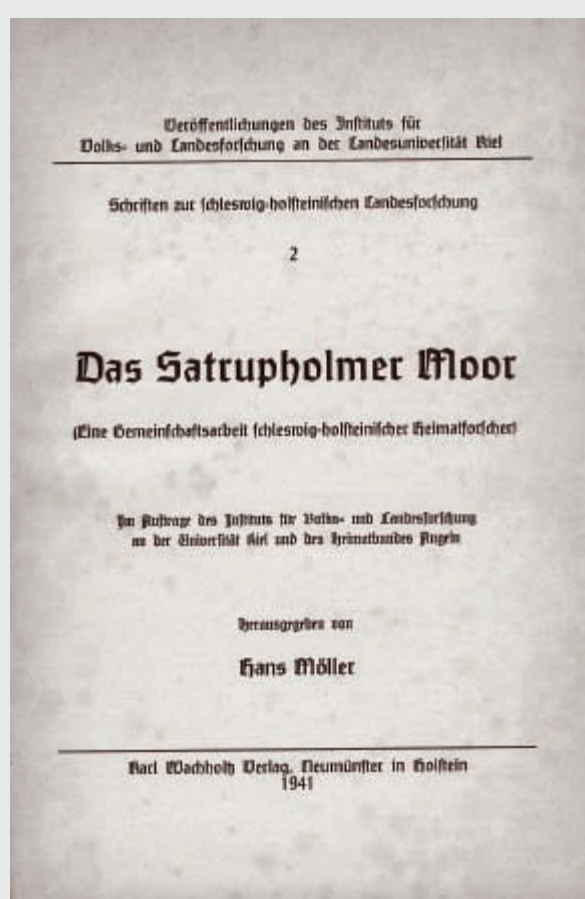 Veröffentlichungen des Instituts für
Volks- und Landesforschung an der Landesuniversität Kiel
Schriften zur schleswig-holsteinischen Landesforschung
2
Das Satrupholmer Moor
(Eine Gemeinschaftsarbeit schleswig-holsteinischer Heimatforscher)
Im Auftrage des Instituts für Volks- und Landesforschung
an der Universität Kiel und des Heimatbundes Angeln
Herausgegeben von
Hans Möller
Karl Wachholtz Verlag, Neumünster in Holstein
1941